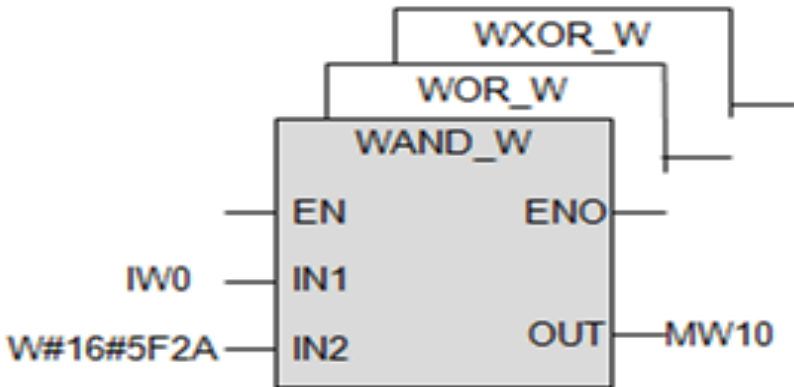 WXOR_W
WOR_W
WAND_W
EN ENO
IW0 IN1
OUT MW10
W#16#5F2A IN2